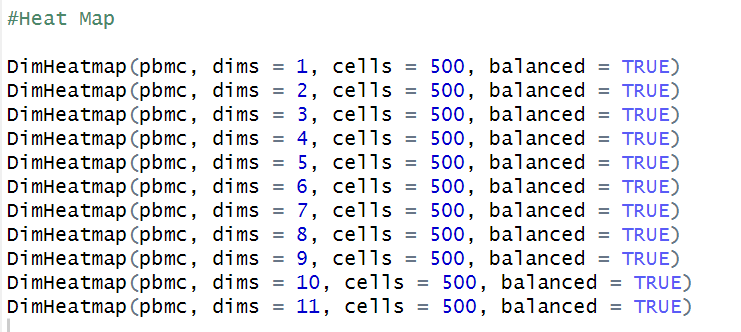 #Heat Map
DimHeatmap(pbmc, dims = 1, cells = 500, balanced = TRUE)
DimHeatmap(pbmc, dims = 2, cells = 500, balanced = TRUE)
DimHeatmap(pbmc, dims = 3, cells = 500, balanced = TRUE)
DimHeatmap(pbmc, dims = 4, cells = 500, balanced = TRUE)
DimHeatmap(pbmc, dims = 5, cells = 500, balanced = TRUE)
DimHeatmap(pbmc, dims = 6, cells = 500, balanced = TRUE)
DimHeatmap(pbmc, dims = 7, cells = 500, balanced = TRUE)
DimHeatmap(pbmc, dims = 8, cells = 500, balanced = TRUE)
DimHeatmap(pbmc, dims = 9, cells = 500, balanced = TRUE)
DimHeatmap(pbmc, dims = 10, cells = 500, balanced = TRUE)
DimHeatmap(pbmc, dims = 11, cells = 500, balanced = TRUE)